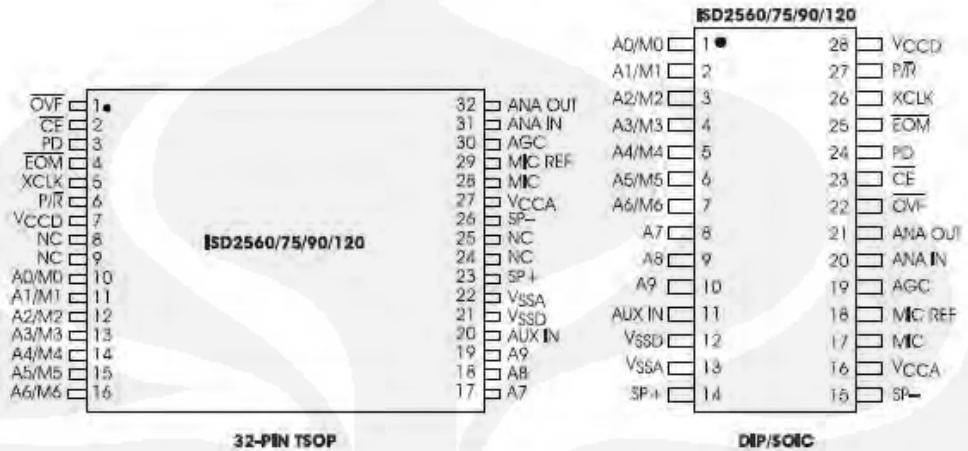 ISD2560/75/90/120
OVF 1 32 ANA OUT
CE 2 31 ANA IN
PD 3 30 AGC
EOM 4 29 MIC REF
XCLK 5 28 MIC
P/R 6 27 VCCA
VCCD 7 26 SP–
NC 8 25 NC
NC 9 24 NC
A0/M0 10 23 SP+
A1/M1 11 22 VSSA
A2/M2 12 21 VSSD
A3/M3 13 20 AUX IN
A4/M4 14 19 A9
A5/M5 15 18 A8
A6/M6 16 17 A7
32-PIN TSOP
ISD2560/75/90/120
A0/M0 1 28 VCCD
A1/M1 2 27 P/R
A2/M2 3 26 XCLK
A3/M3 4 25 EOM
A4/M4 5 24 PD
A5/M5 6 23 CE
A6/M6 7 22 OVF
A7 8 21 ANA OUT
A8 9 20 ANA IN
A9 10 19 AGC
AUX IN 11 18 MIC REF
VSSD 12 17 MIC
VSSA 13 16 VCCA
SP+ 14 15 SP–
DIP/SOIC